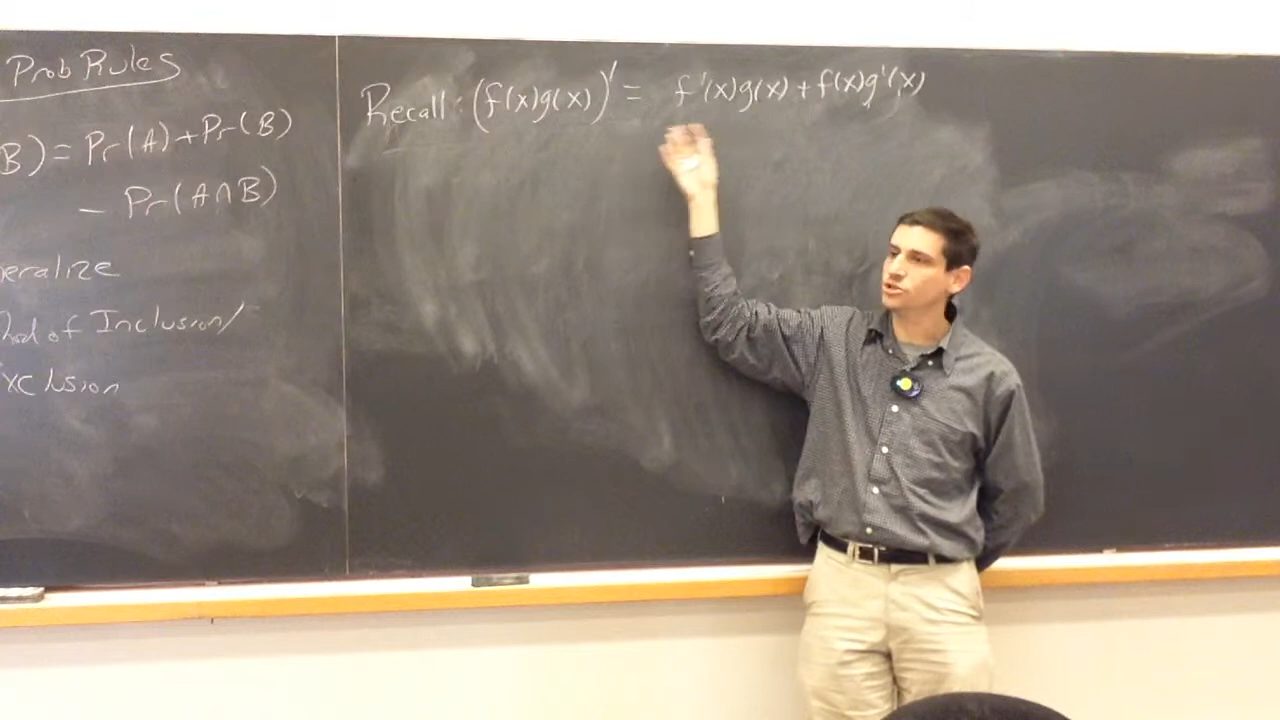 Prob Rules
B) = Pr(A) + Pr(B)
- Pr(A∩B)
eralize
hod of Inclusion/
xclusion
Recall: (f(x)g(x))' = f'(x)g(x) + f(x)g'(x)